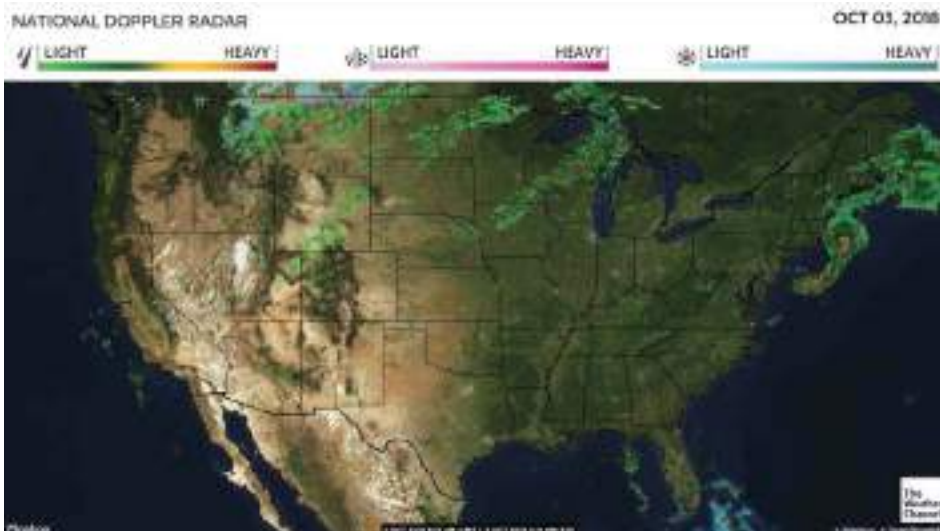 NATIONAL DOPPLER RADAR
OCT 03, 2018
LIGHT HEAVY
LIGHT HEAVY
LIGHT HEAVY
The
Weather
Channel